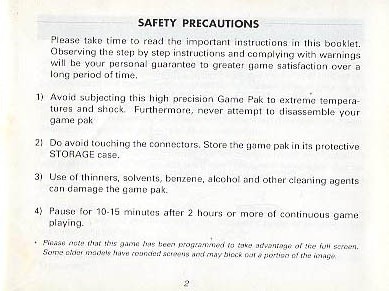 SAFETY PRECAUTIONS
Please take time to read the important instructions in this booklet.
Observing the step by step instructions and complying with warnings
will be your personal guarantee to greater game satisfaction over a
long period of time.
1) Avoid subjecting this high precision Game Pak to extreme tempera-
tures and shock. Furthermore, never attempt to disassemble your
game pak
2) Do avoid touching the connectors. Store the game pak in its protective
STORAGE case.
3) Use of thinners, solvents, benzene, alcohol and other cleaning agents
can damage the game pak.
4) Pause for 10-15 minutes after 2 hours or more of continuous game
playing.
• Please note that this game has been programmed to take advantage of the full screen.
Some older models have rounded screens and may block out a portion of the image.
2